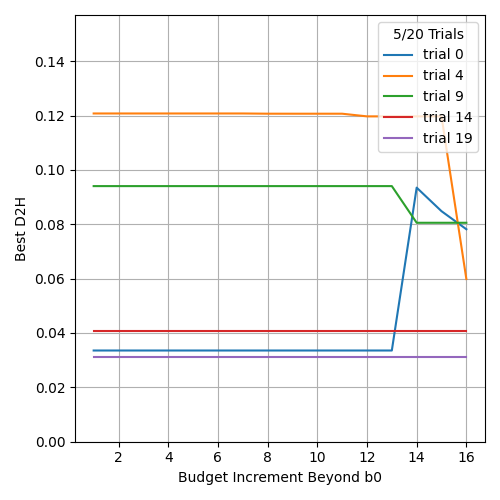 5/20 Trials
trial 0
trial 4
trial 9
trial 14
trial 19
0.14
0.12
0.10
0.08
0.06
0.04
0.02
0.00
Best D2H
2 4 6 8 10 12 14 16
Budget Increment Beyond b0